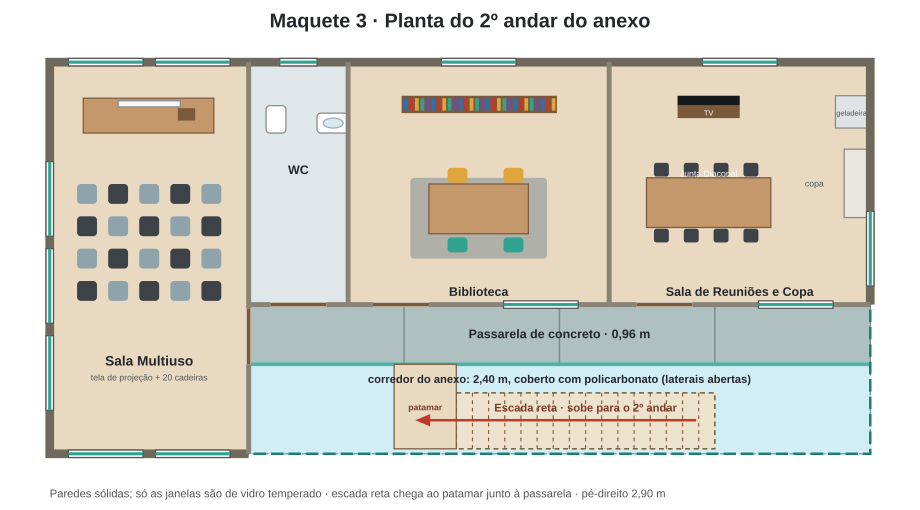 Maquete 3 · Planta do 2º andar do anexo
TV
geladeira
WC
Junta Diaconal
copa
Biblioteca
Sala de Reuniões e Copa
Passarela de concreto · 0,96 m
Sala Multiuso
tela de projeção + 20 cadeiras
corredor do anexo: 2,40 m, coberto com policarbonato (laterais abertas)
patamar
Escada reta · sobe para o 2º andar
Paredes sólidas; só as janelas são de vidro temperado · escada reta chega ao patamar junto à passarela · pé-direito 2,90 m